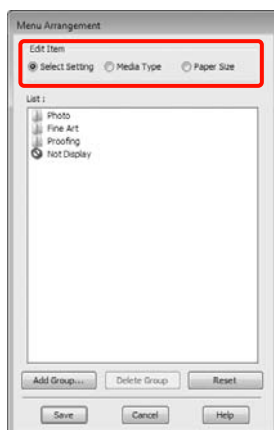 Menu Arrangement
Edit Item
Select Setting Media Type Paper Size
List :
Photo
Fine Art
Proofing
Not Display
Add Group... Delete Group Reset
Save Cancel Help